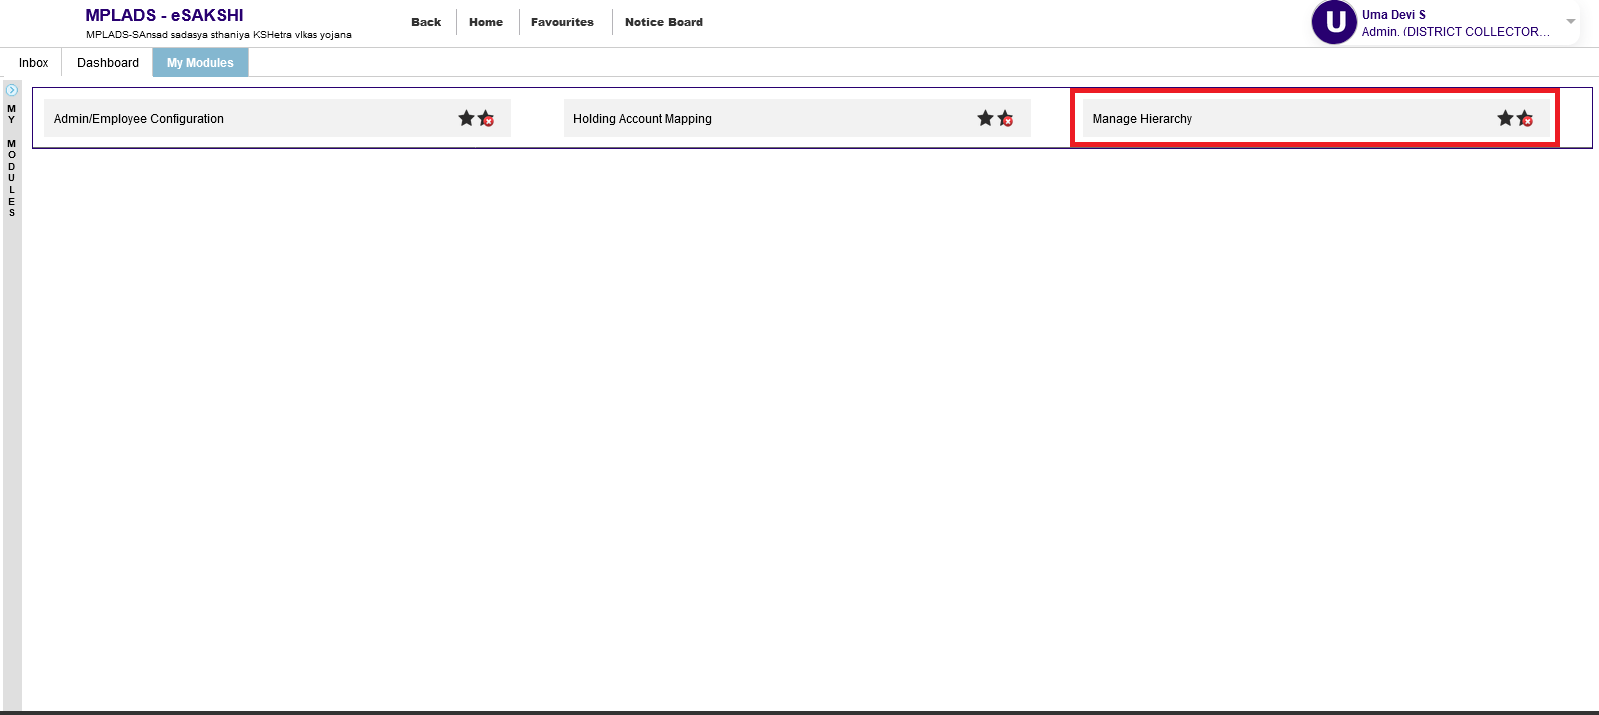 MPLADS - eSAKSHI
MPLADS-SAnsad sadasya sthaniya KSHetra vIkas yojana
Back
Home
Favourites
Notice Board
U
Uma Devi S
Admin. (DISTRICT COLLECTOR...
Inbox
Dashboard
My Modules
MY MODULES
Admin/Employee Configuration
Holding Account Mapping
Manage Hierarchy